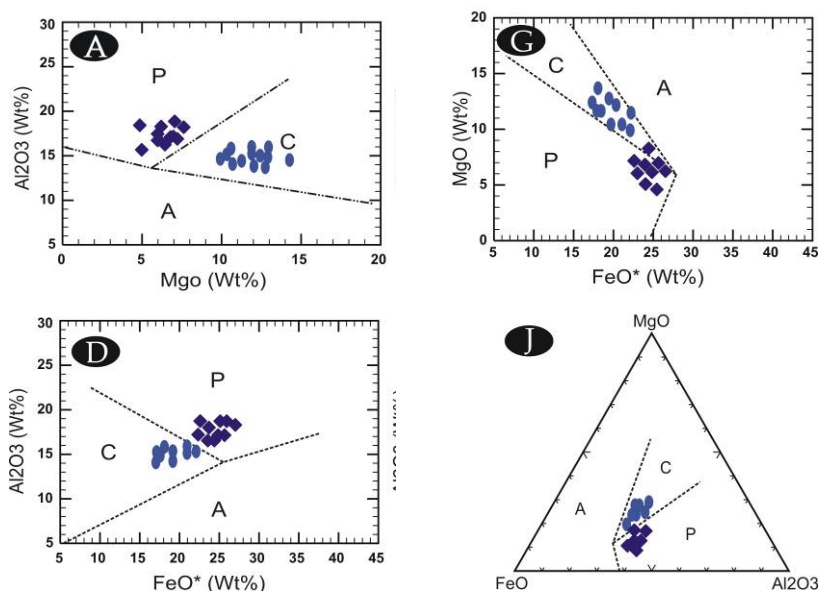 A
30
25
20
15
10
5
P
C
A
Al2O3 (Wt%)
0 5 10 15 20
Mgo (Wt%)
G
20
15
10
5
0
C
A
P
MgO (Wt%)
5 10 15 20 25 30 35 40 45
FeO* (Wt%)
D
30
25
20
15
10
5
P
C
A
Al2O3 (Wt%)
5 10 15 20 25 30 35 40 45
FeO* (Wt%)
J
MgO
C
A
P
FeO
Al2O3